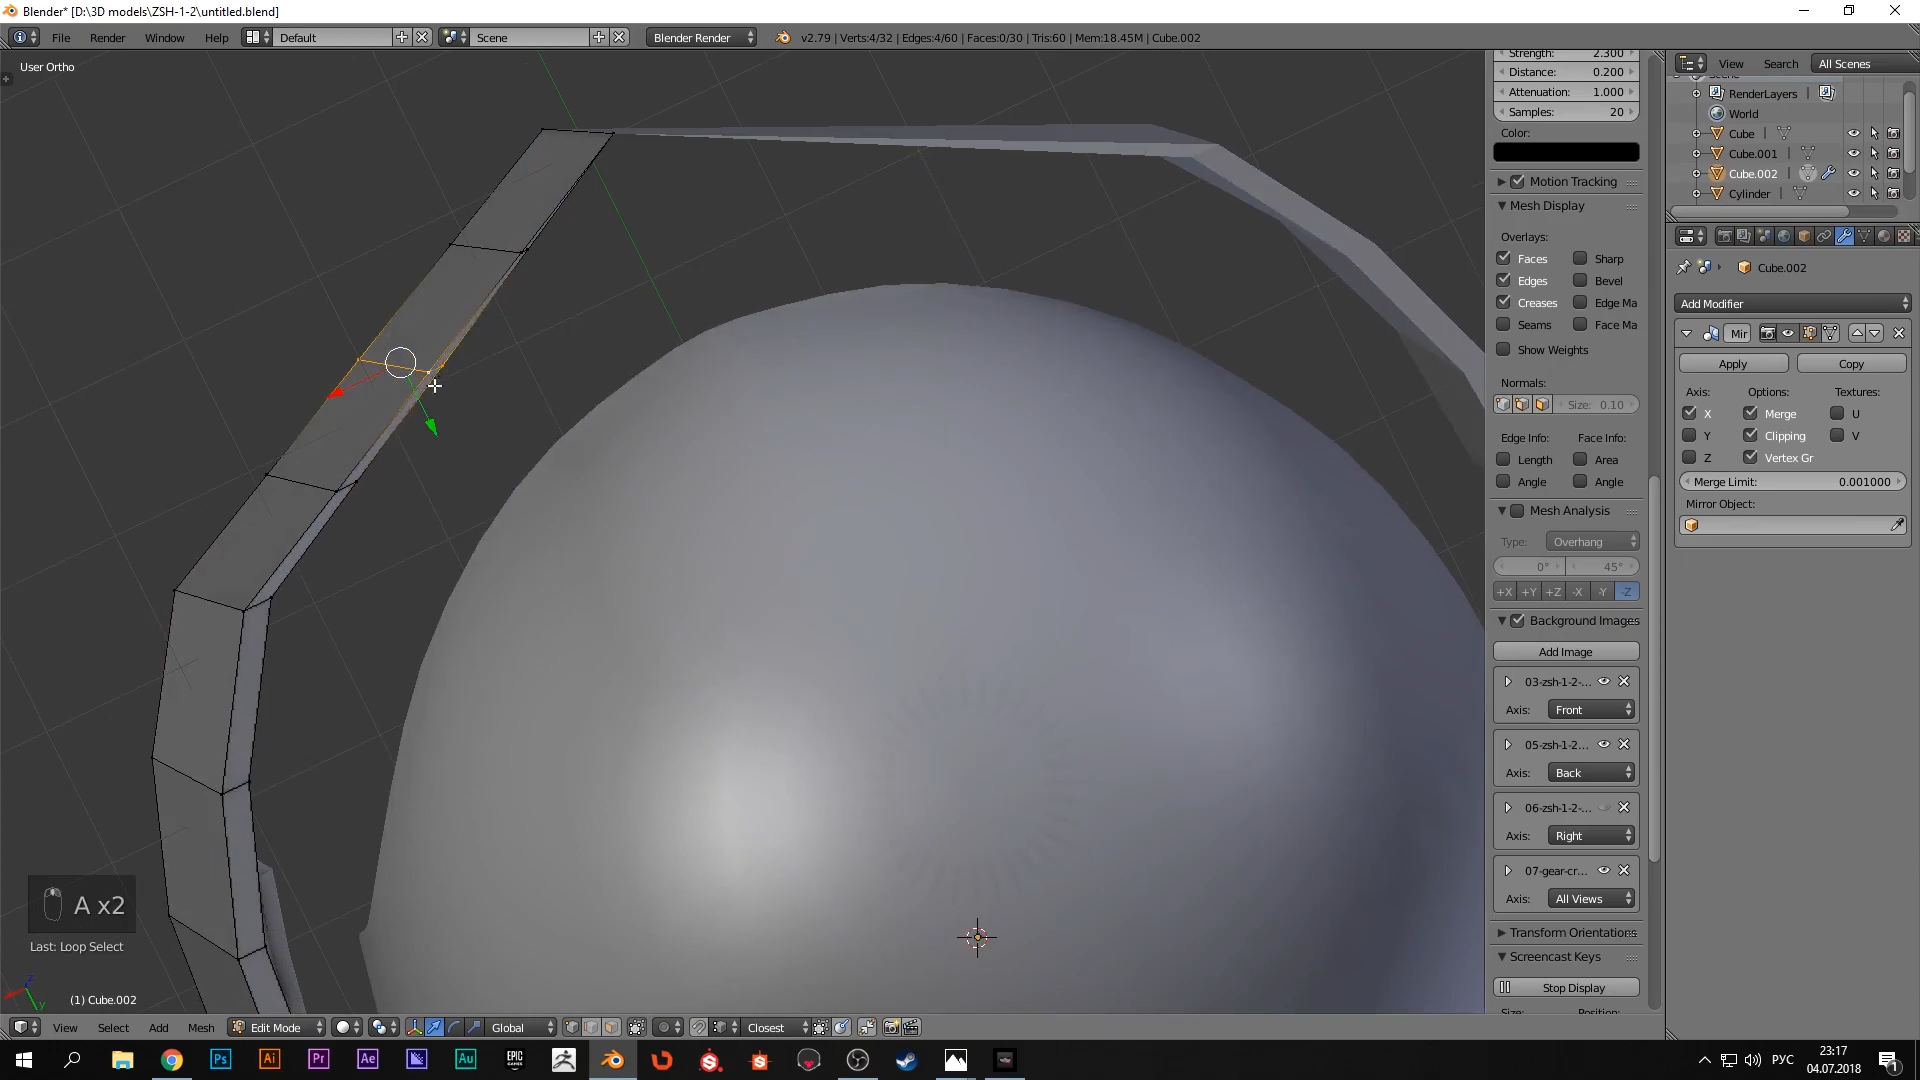 Blender* [D:\3D models\ZSH-1-2\untitled.blend]
File Render Window Help Default Scene Blender Render v2.79 | Verts:4/32 | Edges:4/60 | Faces:0/30 | Tris:60 | Mem:18.45M | Cube.002
User Ortho
Strength: 2.300
Distance: 0.200
Attenuation: 1.000
Samples: 20
Color:
Motion Tracking
Mesh Display
Overlays:
Faces Sharp
Edges Bevel
Creases Edge Ma
Seams Face Ma
Show Weights
Normals:
Size: 0.10
Edge Info: Face Info:
Length Area
Angle Angle
Mesh Analysis
Type: Overhang
0° 45°
+X +Y +Z -X -Y -Z
Background Images
Add Image
03-zsh-1-2-...
Axis: Front
05-zsh-1-2...
Axis: Back
06-zsh-1-2-...
Axis: Right
07-gear-cr...
Axis: All Views
Transform Orientations
Screencast Keys
Stop Display
View Search All Scenes
RenderLayers
World
Cube
Cube.001
Cube.002
Cylinder
Cube.002
Add Modifier
Mir
Apply Copy
Axis: Options: Textures:
X Merge U
Y Clipping V
Z Vertex Gr
Merge Limit: 0.001000
Mirror Object:
A x2
Last: Loop Select
z
(1) Cube.002
View Select Add Mesh Edit Mode Global Closest
Ps Ai Pr Ae Au EPIC GAMES
РУС 23:17
04.07.2018
1